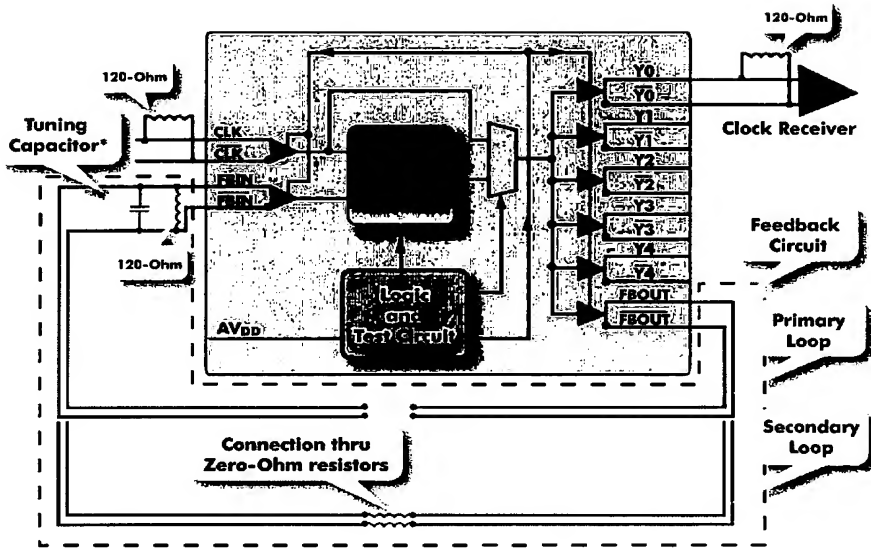 120-Ohm
120-Ohm
Tuning
Capacitor*
CLK
CLK
FBIN
FBIN
120-Ohm
Y0
Y0
Y1
Y1
Y2
Y2
Y3
Y3
Y4
Y4
FBOUT
FBOUT
Clock Receiver
Feedback
Circuit
Logic
and
Test Circuit
AVDD
Primary
Loop
Connection thru
Zero-Ohm resistors
Secondary
Loop